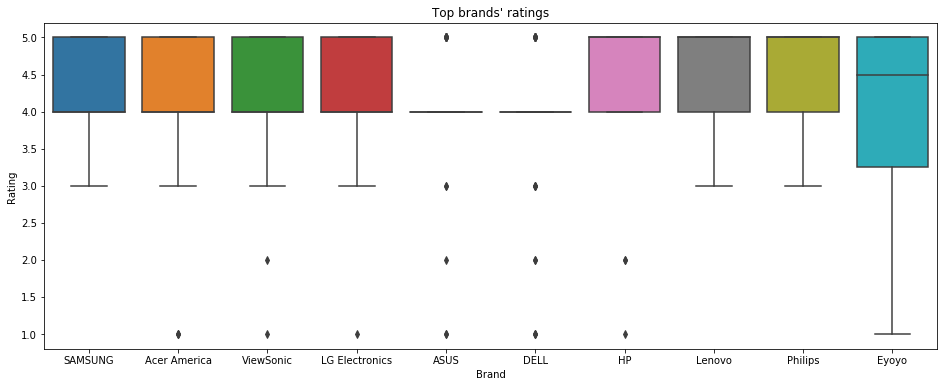 Top brands' ratings
Rating
5.0
4.5
4.0
3.5
3.0
2.5
2.0
1.5
1.0
SAMSUNG Acer America ViewSonic LG Electronics ASUS DELL HP Lenovo Philips Eyoyo
Brand